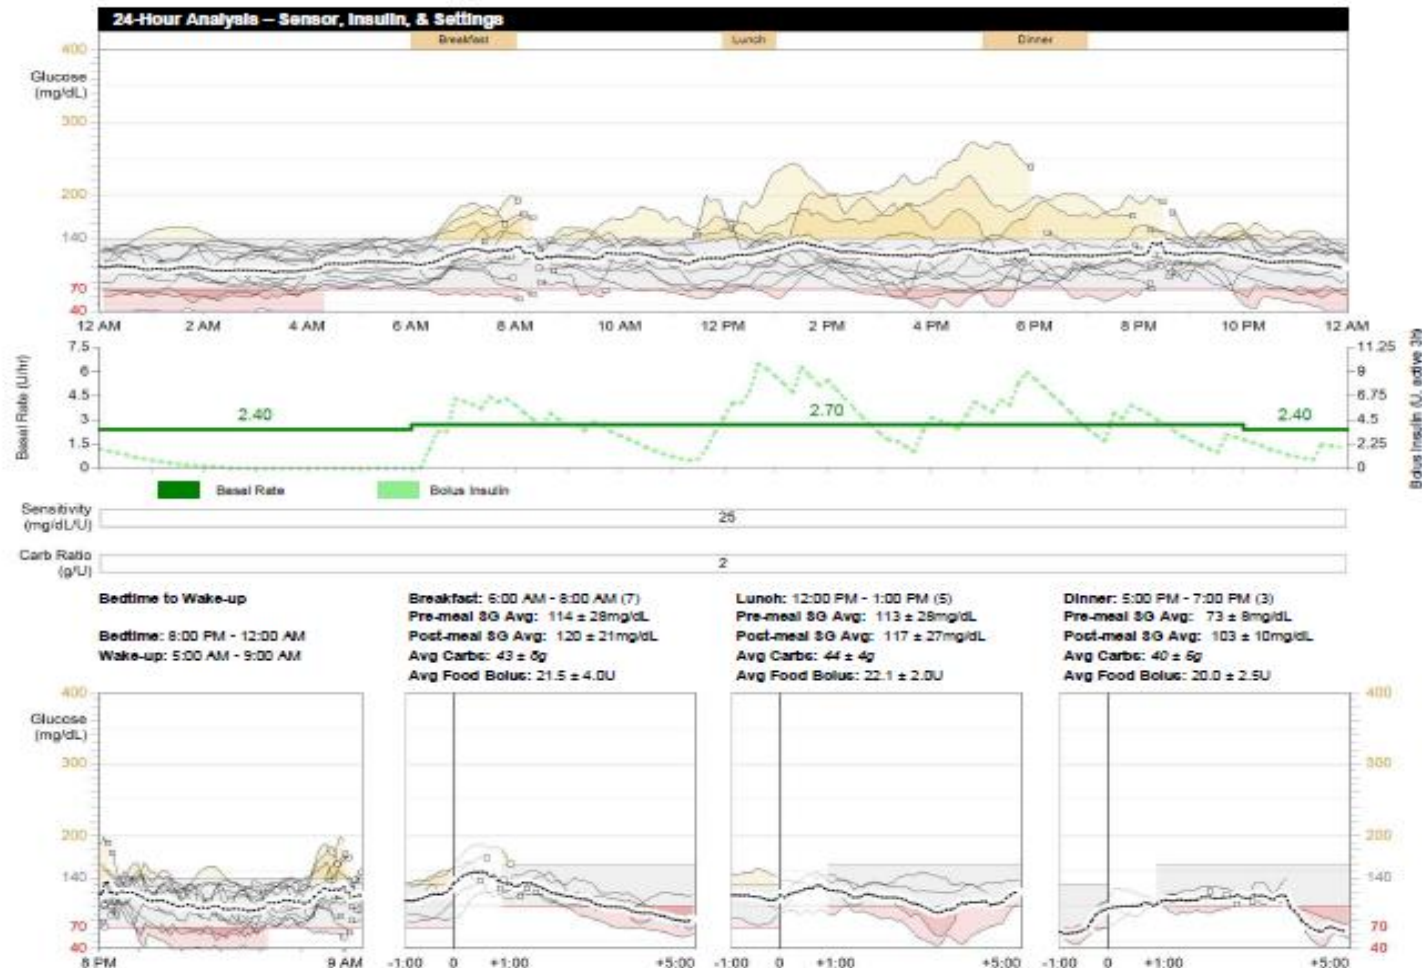 24-Hour Analysis – Sensor, Insulin, & Settings
Breakfast Lunch Dinner
400
Glucose
(mg/dL)
300
200
140
70
40
12 AM 2 AM 4 AM 6 AM 8 AM 10 AM 12 PM 2 PM 4 PM 6 PM 8 PM 10 PM 12 AM
Basal Rate (U/hr)
7.5
6
4.5
3
1.5
0
2.40 2.70 2.40
11.25
9
6.75
4.5
2.25
0
Bolus Insulin (U, active 3h)
Basal Rate Bolus Insulin
Sensitivity
(mg/dL/U)
25
Carb Ratio
(g/U)
2
Bedtime to Wake-up
Bedtime: 8:00 PM - 12:00 AM
Wake-up: 5:00 AM - 9:00 AM
Breakfast: 6:00 AM - 8:00 AM (7)
Pre-meal SG Avg: 114 ± 28mg/dL
Post-meal SG Avg: 120 ± 21mg/dL
Avg Carbs: 43 ± 8g
Avg Food Bolus: 21.5 ± 4.0U
Lunch: 12:00 PM - 1:00 PM (5)
Pre-meal SG Avg: 113 ± 28mg/dL
Post-meal SG Avg: 117 ± 27mg/dL
Avg Carbs: 44 ± 4g
Avg Food Bolus: 22.1 ± 2.0U
Dinner: 5:00 PM - 7:00 PM (3)
Pre-meal SG Avg: 73 ± 8mg/dL
Post-meal SG Avg: 103 ± 10mg/dL
Avg Carbs: 40 ± 5g
Avg Food Bolus: 20.0 ± 2.5U
400
Glucose
(mg/dL)
300
200
140
70
40
8 PM 9 AM
-1:00 0 +1:00 +5:00
-1:00 0 +1:00 +5:00
-1:00 0 +1:00 +5:00
400
300
200
140
70
40